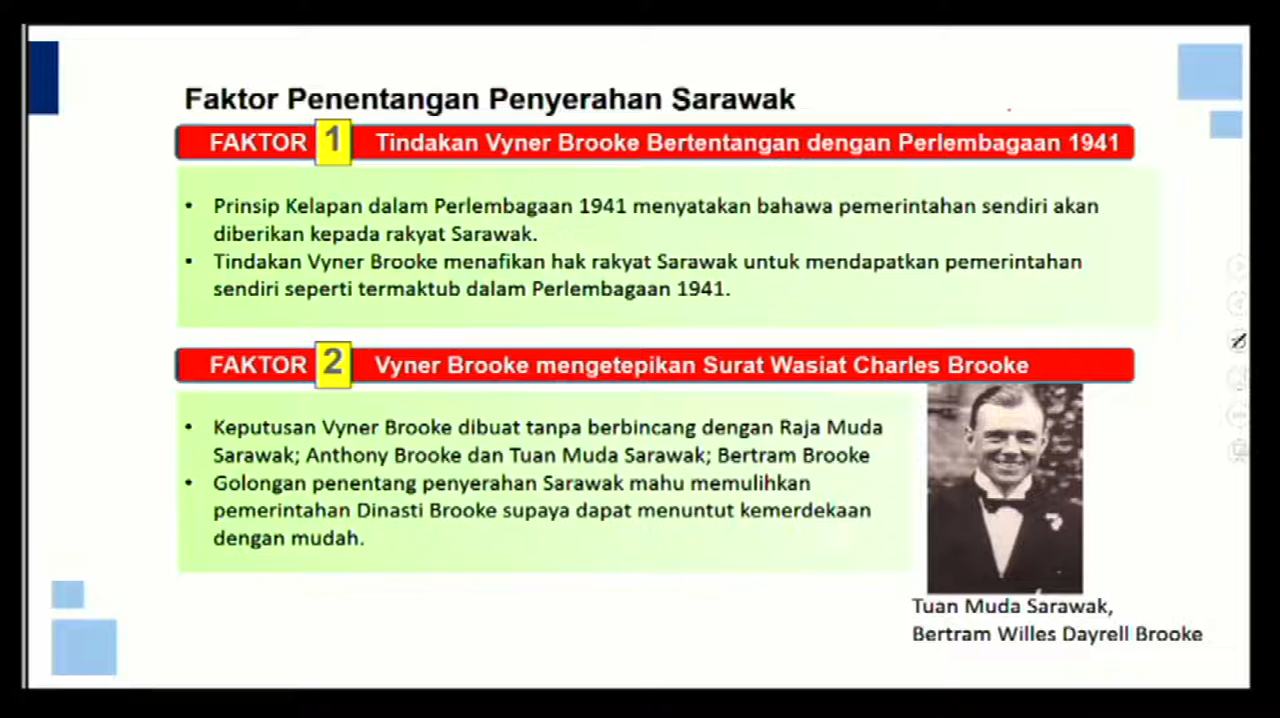 Faktor Penentangan Penyerahan Sarawak
FAKTOR 1 Tindakan Vyner Brooke Bertentangan dengan Perlembagaan 1941
• Prinsip Kelapan dalam Perlembagaan 1941 menyatakan bahawa pemerintahan sendiri akan
diberikan kepada rakyat Sarawak.
• Tindakan Vyner Brooke menafikan hak rakyat Sarawak untuk mendapatkan pemerintahan
sendiri seperti termaktub dalam Perlembagaan 1941.
FAKTOR 2 Vyner Brooke mengetepikan Surat Wasiat Charles Brooke
• Keputusan Vyner Brooke dibuat tanpa berbincang dengan Raja Muda
Sarawak; Anthony Brooke dan Tuan Muda Sarawak; Bertram Brooke
• Golongan penentang penyerahan Sarawak mahu memulihkan
pemerintahan Dinasti Brooke supaya dapat menuntut kemerdekaan
dengan mudah.
Tuan Muda Sarawak,
Bertram Willes Dayrell Brooke